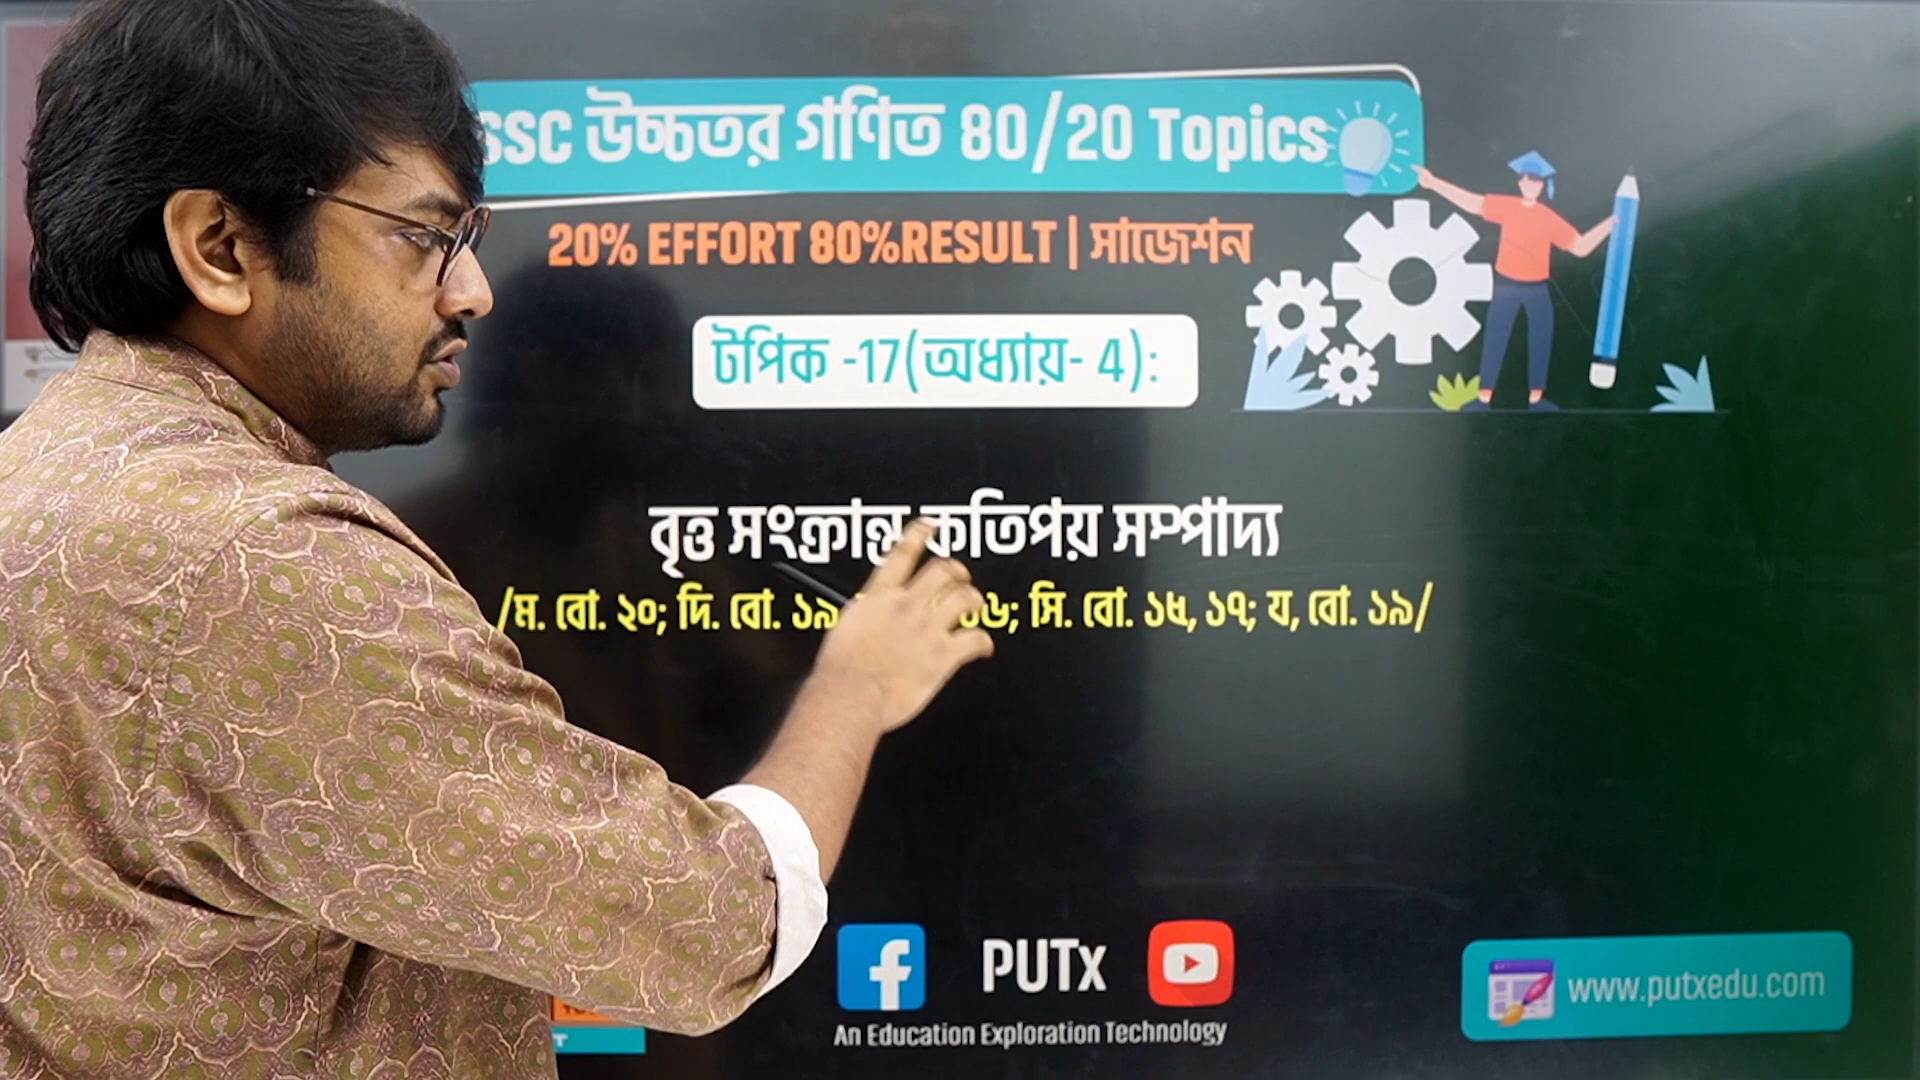 SSC উচ্চতর গণিত 80/20 Topics
20% EFFORT 80%RESULT | সাজেশন
টপিক -17(অধ্যায়- 4):
বৃত্ত সংক্রান্ত কতিপয় সম্পাদ্য
/ম. বো. ২০; দি. বো. ১৯ ১৬; সি. বো. ১৫, ১৭; য, বো. ১৯/
PUTx
An Education Exploration Technology
www.putxedu.com